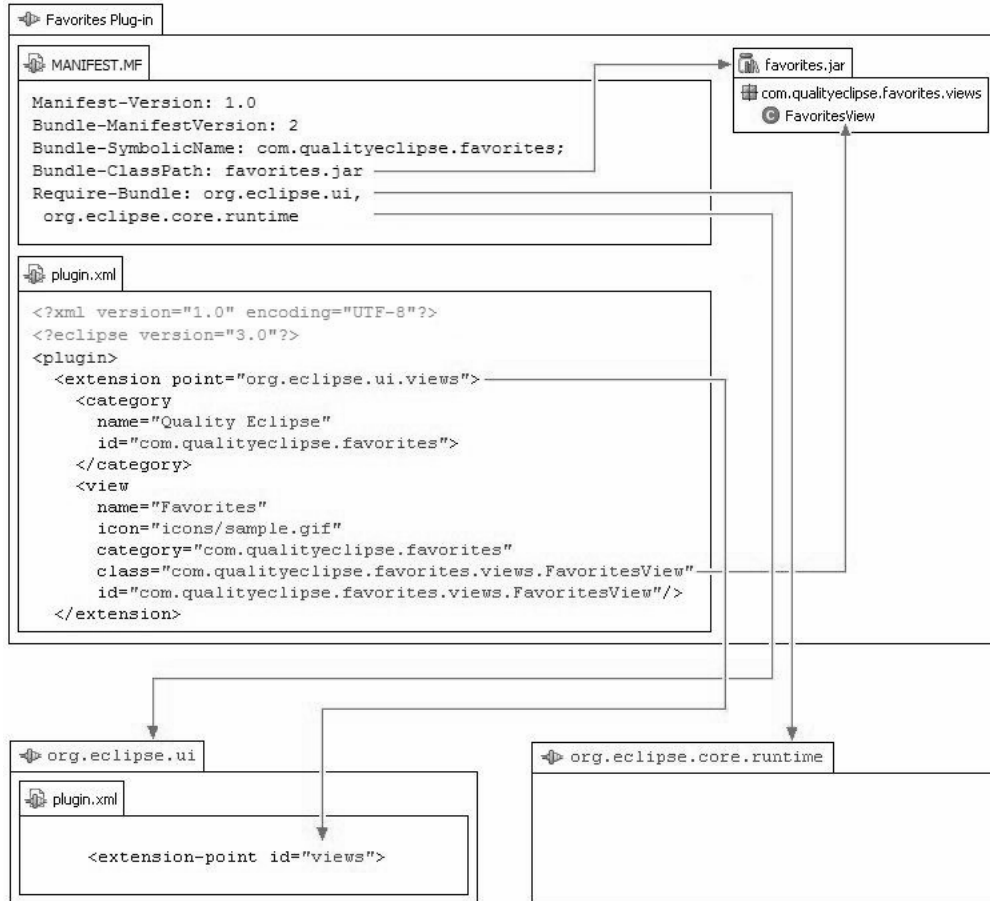 Favorites Plug-in
MANIFEST.MF
Manifest-Version: 1.0
Bundle-ManifestVersion: 2
Bundle-SymbolicName: com.qualityeclipse.favorites;
Bundle-ClassPath: favorites.jar
Require-Bundle: org.eclipse.ui,
org.eclipse.core.runtime
favorites.jar
com.qualityeclipse.favorites.views
C FavoritesView
plugin.xml
<?xml version="1.0" encoding="UTF-8"?>
<?eclipse version="3.0"?>
<plugin>
<extension point="org.eclipse.ui.views">
<category
name="Quality Eclipse"
id="com.qualityeclipse.favorites">
</category>
<view
name="Favorites"
icon="icons/sample.gif"
category="com.qualityeclipse.favorites"
class="com.qualityeclipse.favorites.views.FavoritesView"
id="com.qualityeclipse.favorites.views.FavoritesView"/>
</extension>
org.eclipse.ui
plugin.xml
<extension-point id="views">
org.eclipse.core.runtime